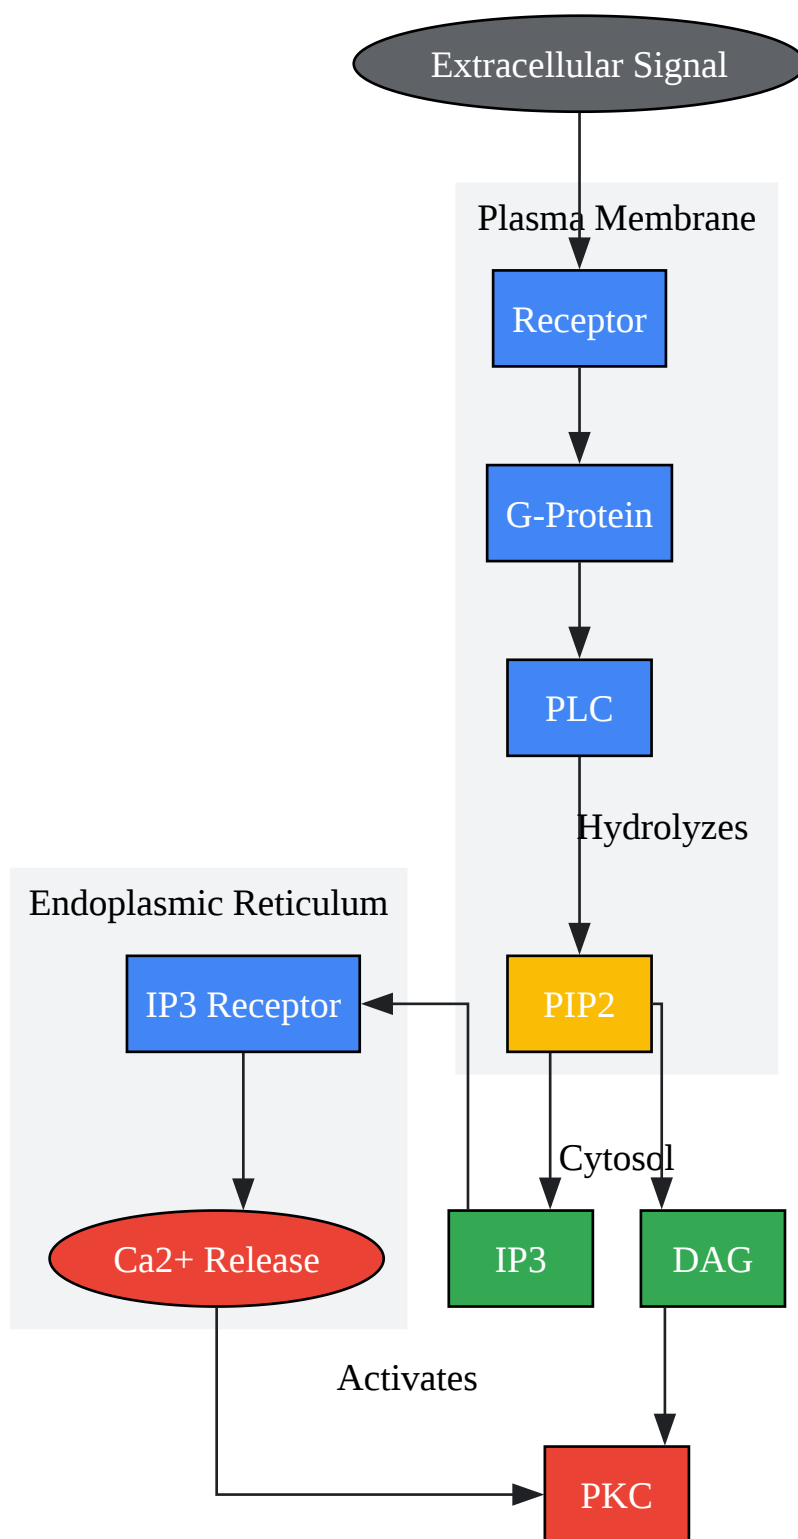 Extracellular Signal
Plasma Membrane
Receptor
G-Protein
PLC
Hydrolyzes
Endoplasmic Reticulum
IP3 Receptor
PIP2
Cytosol
Ca2+ Release
IP3
DAG
Activates
PKC